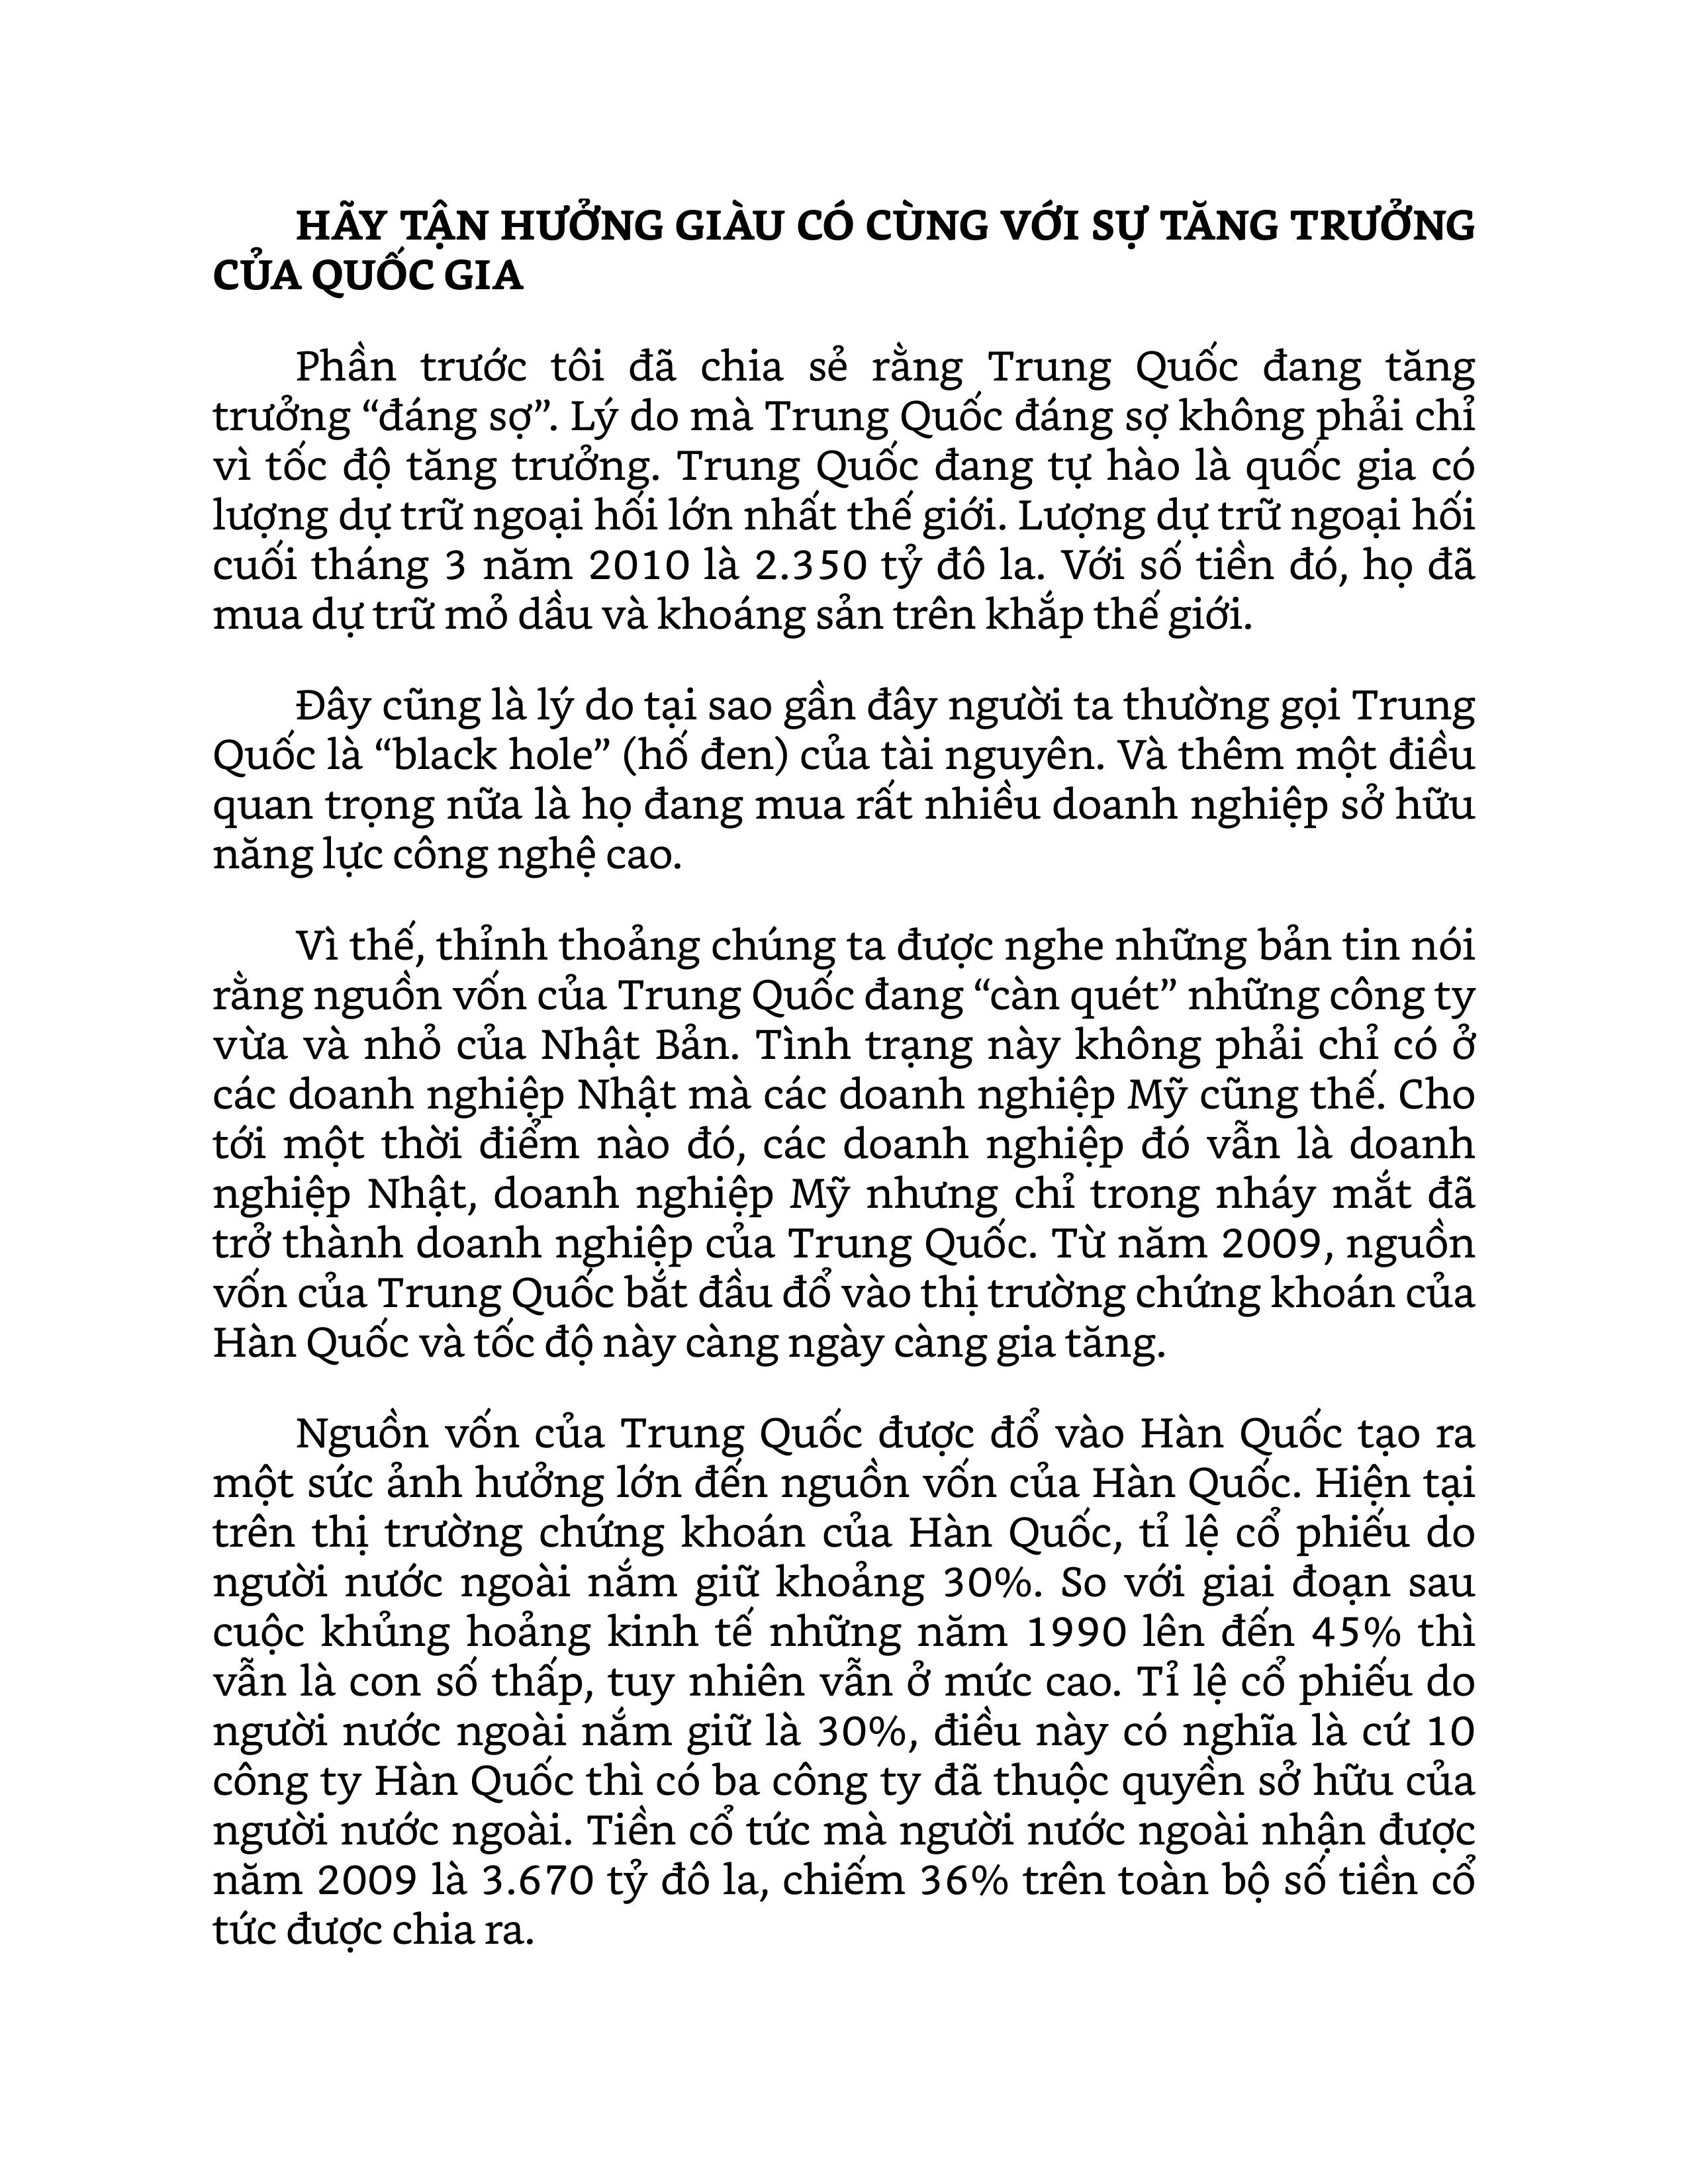 HÃY TẬN HƯỞNG GIÀU CÓ CÙNG VỚI SỰ TĂNG TRƯỞNG
CỦA QUỐC GIA
Phần trước tôi đã chia sẻ rằng Trung Quốc đang tăng
trưởng “đáng sợ”. Lý do mà Trung Quốc đáng sợ không phải chỉ
vì tốc độ tăng trưởng. Trung Quốc đang tự hào là quốc gia có
lượng dự trữ ngoại hối lớn nhất thế giới. Lượng dự trữ ngoại hối
cuối tháng 3 năm 2010 là 2.350 tỷ đô la. Với số tiền đó, họ đã
mua dự trữ mỏ dầu và khoáng sản trên khắp thế giới.
Đây cũng là lý do tại sao gần đây người ta thường gọi Trung
Quốc là “black hole” (hố đen) của tài nguyên. Và thêm một điều
quan trọng nữa là họ đang mua rất nhiều doanh nghiệp sở hữu
năng lực công nghệ cao.
Vì thế, thỉnh thoảng chúng ta được nghe những bản tin nói
rằng nguồn vốn của Trung Quốc đang “càn quét” những công ty
vừa và nhỏ của Nhật Bản. Tình trạng này không phải chỉ có ở
các doanh nghiệp Nhật mà các doanh nghiệp Mỹ cũng thế. Cho
tới một thời điểm nào đó, các doanh nghiệp đó vẫn là doanh
nghiệp Nhật, doanh nghiệp Mỹ nhưng chỉ trong nháy mắt đã
trở thành doanh nghiệp của Trung Quốc. Từ năm 2009, nguồn
vốn của Trung Quốc bắt đầu đổ vào thị trường chứng khoán của
Hàn Quốc và tốc độ này càng ngày càng gia tăng.
Nguồn vốn của Trung Quốc được đổ vào Hàn Quốc tạo ra
một sức ảnh hưởng lớn đến nguồn vốn của Hàn Quốc. Hiện tại
trên thị trường chứng khoán của Hàn Quốc, tỉ lệ cổ phiếu do
người nước ngoài nắm giữ khoảng 30%. So với giai đoạn sau
cuộc khủng hoảng kinh tế những năm 1990 lên đến 45% thì
vẫn là con số thấp, tuy nhiên vẫn ở mức cao. Tỉ lệ cổ phiếu do
người nước ngoài nắm giữ là 30%, điều này có nghĩa là cứ 10
công ty Hàn Quốc thì có ba công ty đã thuộc quyền sở hữu của
người nước ngoài. Tiền cổ tức mà người nước ngoài nhận được
năm 2009 là 3.670 tỷ đô la, chiếm 36% trên toàn bộ số tiền cổ
tức được chia ra.